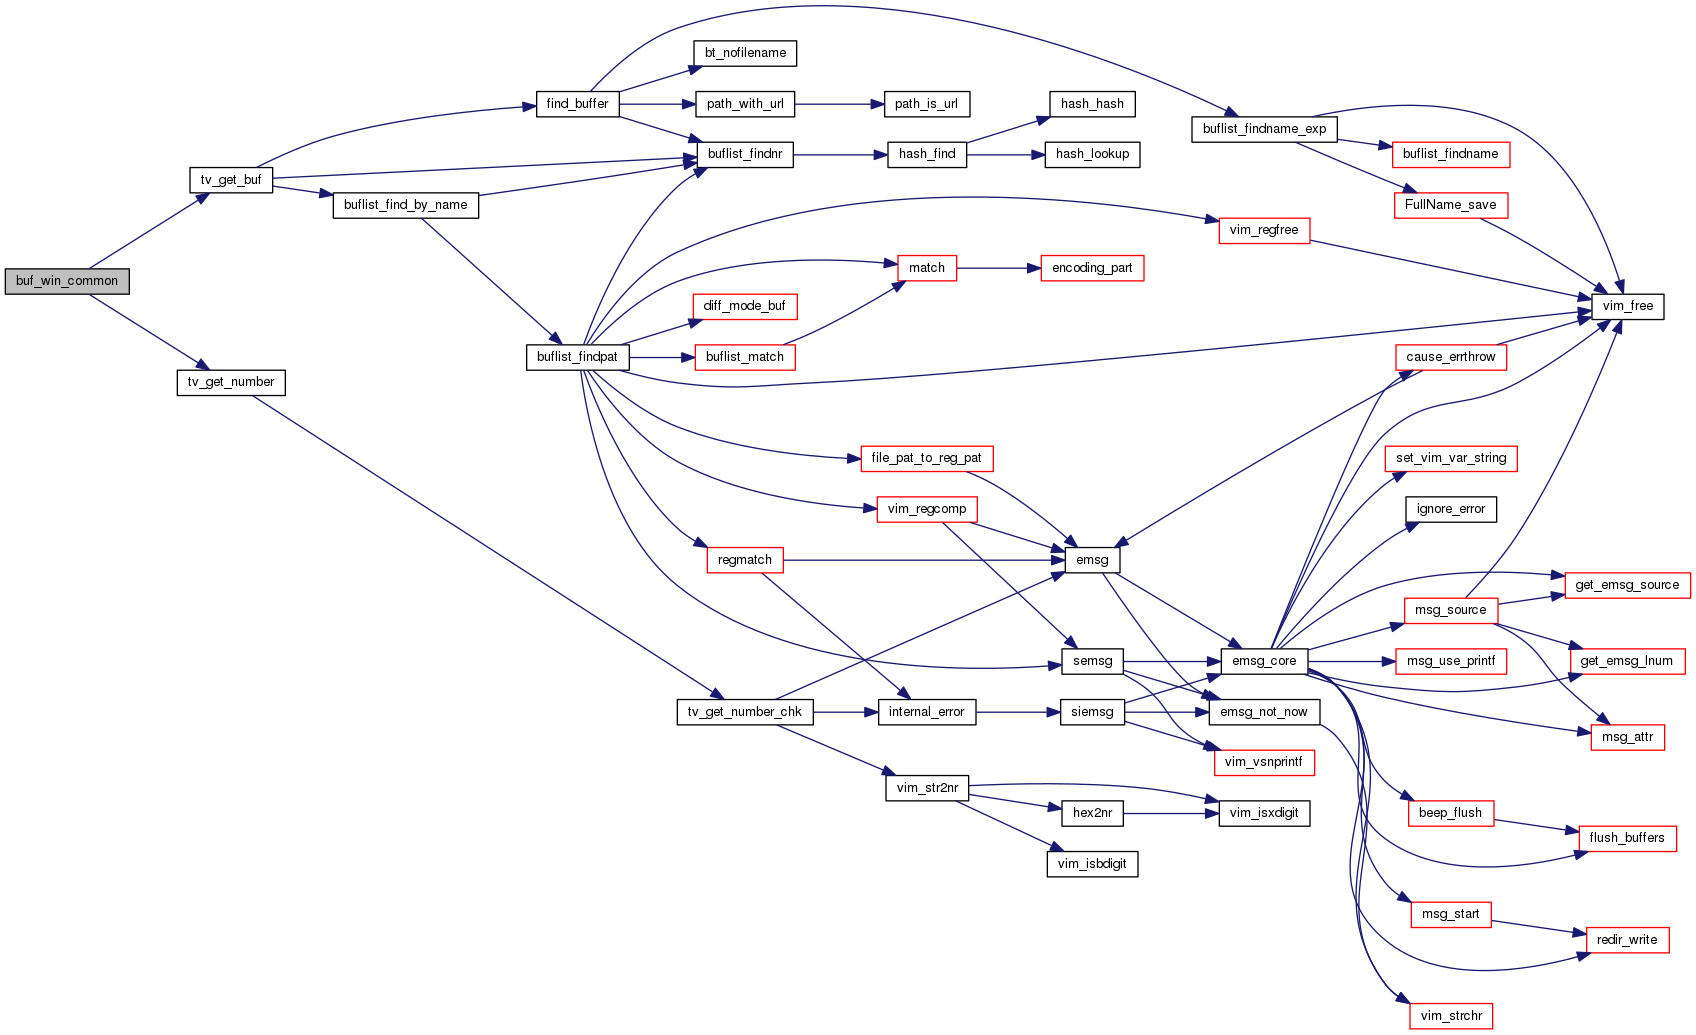 bt_nofilename
find_buffer
path_with_url
path_is_url
hash_hash
buflist_findname_exp
buflist_findnr
hash_find
hash_lookup
buflist_findname
tv_get_buf
buflist_find_by_name
FullName_save
vim_regfree
match
encoding_part
buf_win_common
diff_mode_buf
vim_free
buflist_findpat
buflist_match
cause_errthrow
tv_get_number
file_pat_to_reg_pat
set_vim_var_string
vim_regcomp
ignore_error
regmatch
emsg
get_emsg_source
msg_source
semsg
emsg_core
msg_use_printf
get_emsg_lnum
tv_get_number_chk
internal_error
siemsg
emsg_not_now
msg_attr
vim_vsnprintf
vim_str2nr
hex2nr
vim_isxdigit
beep_flush
flush_buffers
vim_isbdigit
msg_start
redir_write
vim_strchr